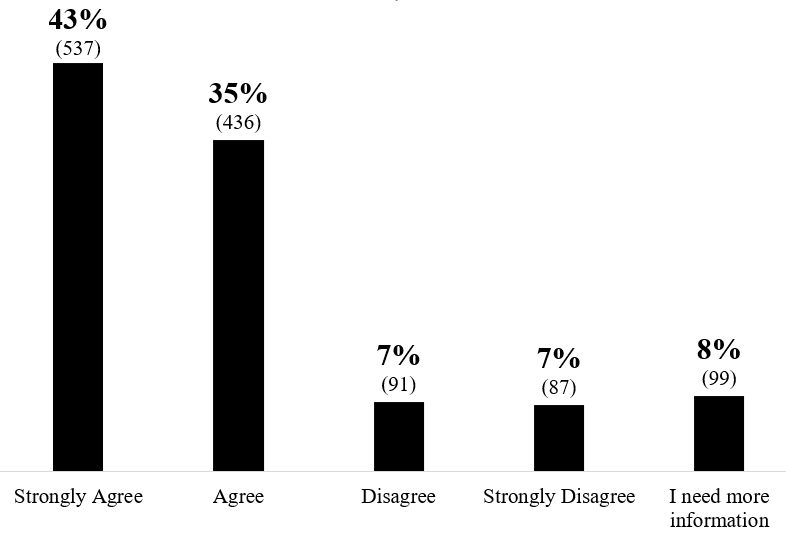 43%
(537)
35%
(436)
7%
(91)
7%
(87)
8%
(99)
Strongly Agree
Agree
Disagree
Strongly Disagree
I need more
information